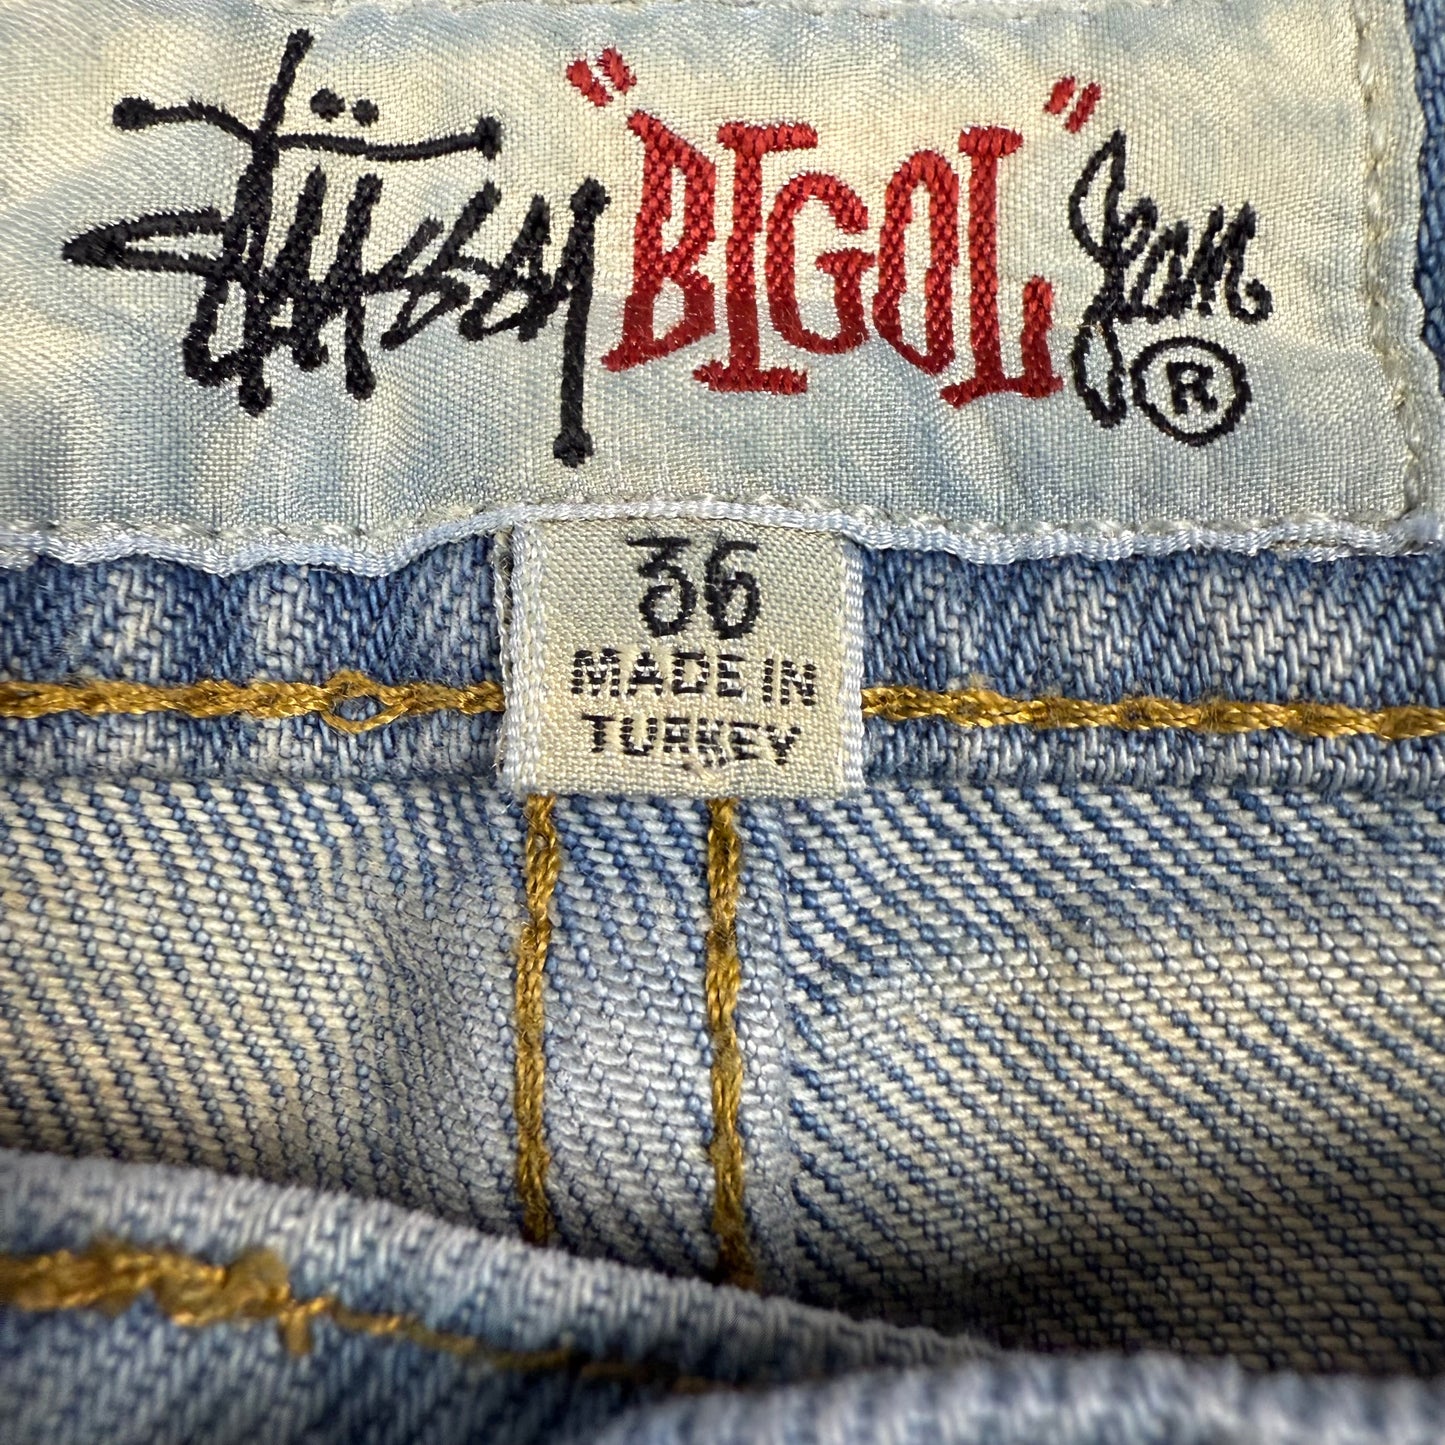 Stüssy "BIGOL" Jean ®
36
MADE IN
TURKEY